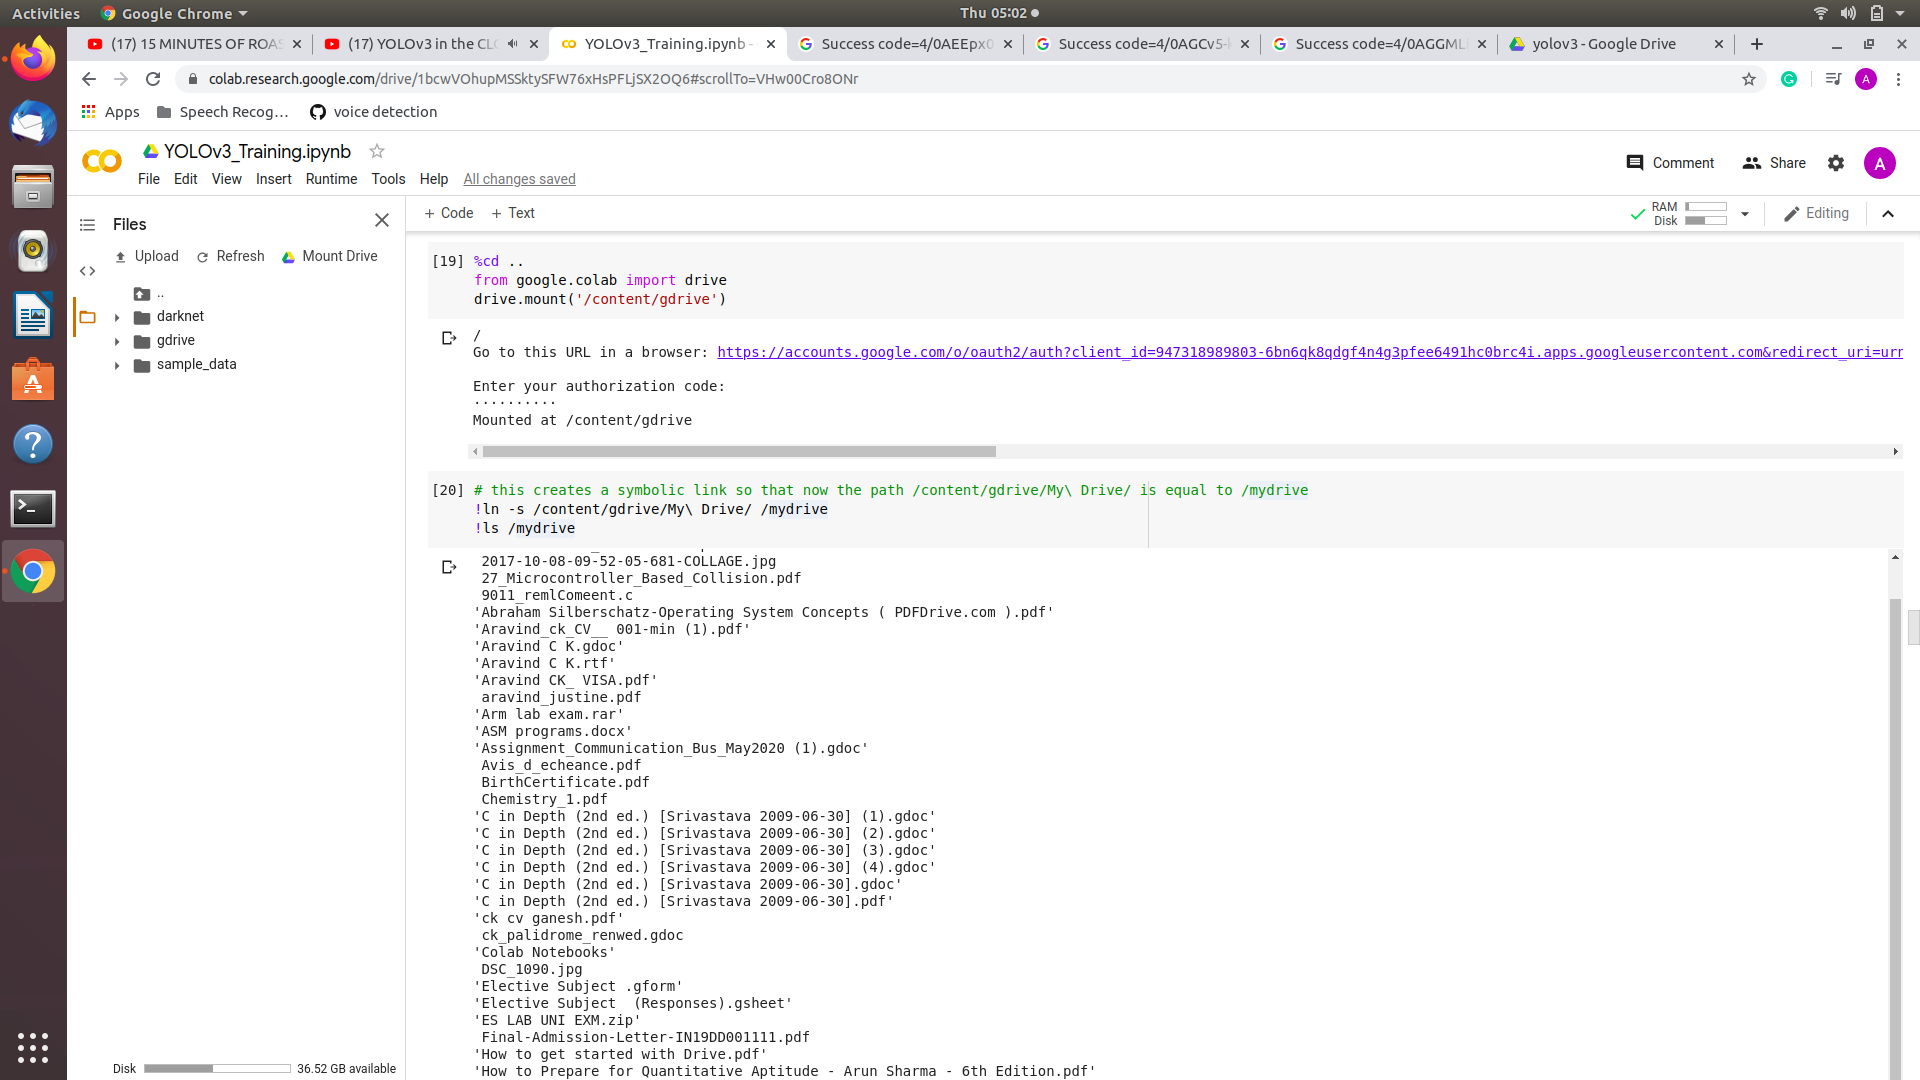 Activities
Google Chrome
Thu 05:02
(17) 15 MINUTES OF ROAS
(17) YOLOv3 in the CLO
YOLOv3_Training.ipynb -
Success code=4/0AEEpx0
Success code=4/0AGCv5-
Success code=4/0AGGML
yolov3 - Google Drive
colab.research.google.com/drive/1bcwVOhupMSSktySFW76xHsPFLjSX2OQ6#scrollTo=VHw00Cro8ONr
A
Apps
Speech Recog…
voice detection
YOLOv3_Training.ipynb
Comment
Share
A
File Edit View Insert Runtime Tools Help All changes saved
Files
+ Code + Text
RAM
Disk
Editing
Upload Refresh Mount Drive
..
darknet
gdrive
sample_data
[19] %cd ..
from google.colab import drive
drive.mount('/content/gdrive')
/
Go to this URL in a browser: https://accounts.google.com/o/oauth2/auth?client_id=947318989803-6bn6qk8qdgf4n4g3pfee6491hc0brc4i.apps.googleusercontent.com&redirect_uri=urn
Enter your authorization code:
··········
Mounted at /content/gdrive
[20] # this creates a symbolic link so that now the path /content/gdrive/My\ Drive/ is equal to /mydrive
!ln -s /content/gdrive/My\ Drive/ /mydrive
!ls /mydrive
2017-10-08-09-52-05-681-COLLAGE.jpg
27_Microcontroller_Based_Collision.pdf
9011_remlComeent.c
'Abraham Silberschatz-Operating System Concepts ( PDFDrive.com ).pdf'
'Aravind_ck_CV__ 001-min (1).pdf'
'Aravind C K.gdoc'
'Aravind C K.rtf'
'Aravind CK_ VISA.pdf'
aravind_justine.pdf
'Arm lab exam.rar'
'ASM programs.docx'
'Assignment_Communication_Bus_May2020 (1).gdoc'
Avis_d_echeance.pdf
BirthCertificate.pdf
Chemistry_1.pdf
'C in Depth (2nd ed.) [Srivastava 2009-06-30] (1).gdoc'
'C in Depth (2nd ed.) [Srivastava 2009-06-30] (2).gdoc'
'C in Depth (2nd ed.) [Srivastava 2009-06-30] (3).gdoc'
'C in Depth (2nd ed.) [Srivastava 2009-06-30] (4).gdoc'
'C in Depth (2nd ed.) [Srivastava 2009-06-30].gdoc'
'C in Depth (2nd ed.) [Srivastava 2009-06-30].pdf'
'ck cv ganesh.pdf'
ck_palidrome_renwed.gdoc
'Colab Notebooks'
DSC_1090.jpg
'Elective Subject .gform'
'Elective Subject  (Responses).gsheet'
'ES LAB UNI EXM.zip'
Final-Admission-Letter-IN19DD001111.pdf
'How to get started with Drive.pdf'
'How to Prepare for Quantitative Aptitude - Arun Sharma - 6th Edition.pdf'
Disk 36.52 GB available